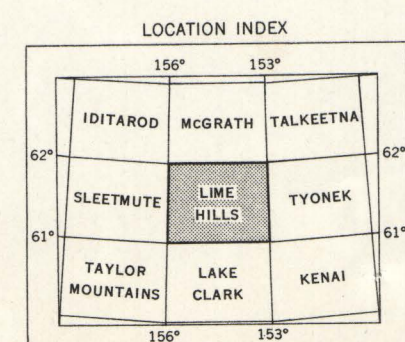 LOCATION INDEX
156° 153°
IDITAROD McGRATH TALKEETNA
62° 62°
SLEETMUTE LIME HILLS TYONEK
61° 61°
TAYLOR MOUNTAINS LAKE CLARK KENAI
156° 153°